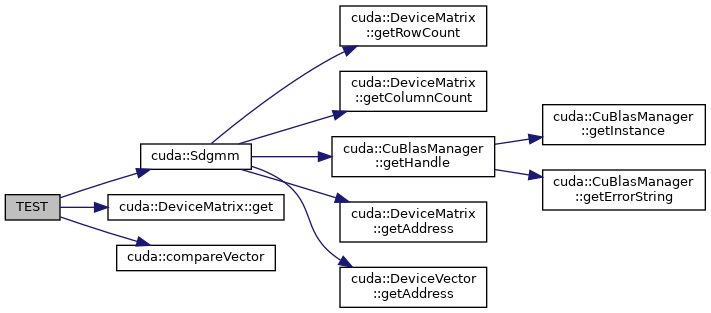 TEST
cuda::Sdgmm
cuda::DeviceMatrix::get
cuda::compareVector
cuda::DeviceMatrix
::getRowCount
cuda::DeviceMatrix
::getColumnCount
cuda::CuBlasManager
::getHandle
cuda::DeviceMatrix
::getAddress
cuda::DeviceVector
::getAddress
cuda::CuBlasManager
::getInstance
cuda::CuBlasManager
::getErrorString